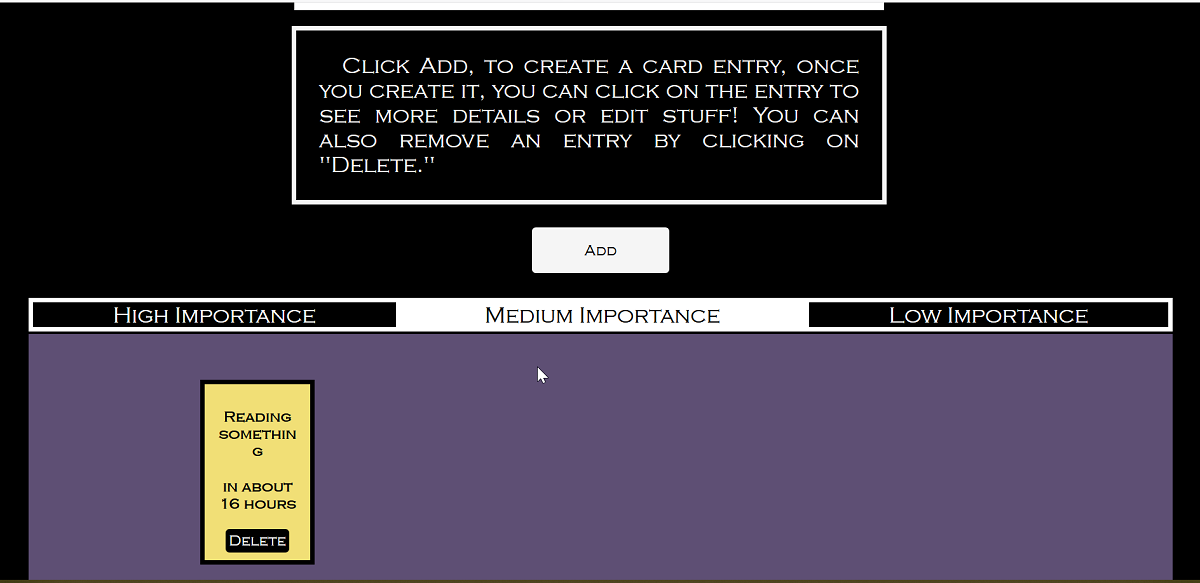 Click Add, to create a card entry, once
you create it, you can click on the entry to
see more details or edit stuff! You can
also remove an entry by clicking on
"Delete."
Add
High Importance Medium Importance Low Importance
Reading
somethin
g
in about
16 hours
Delete